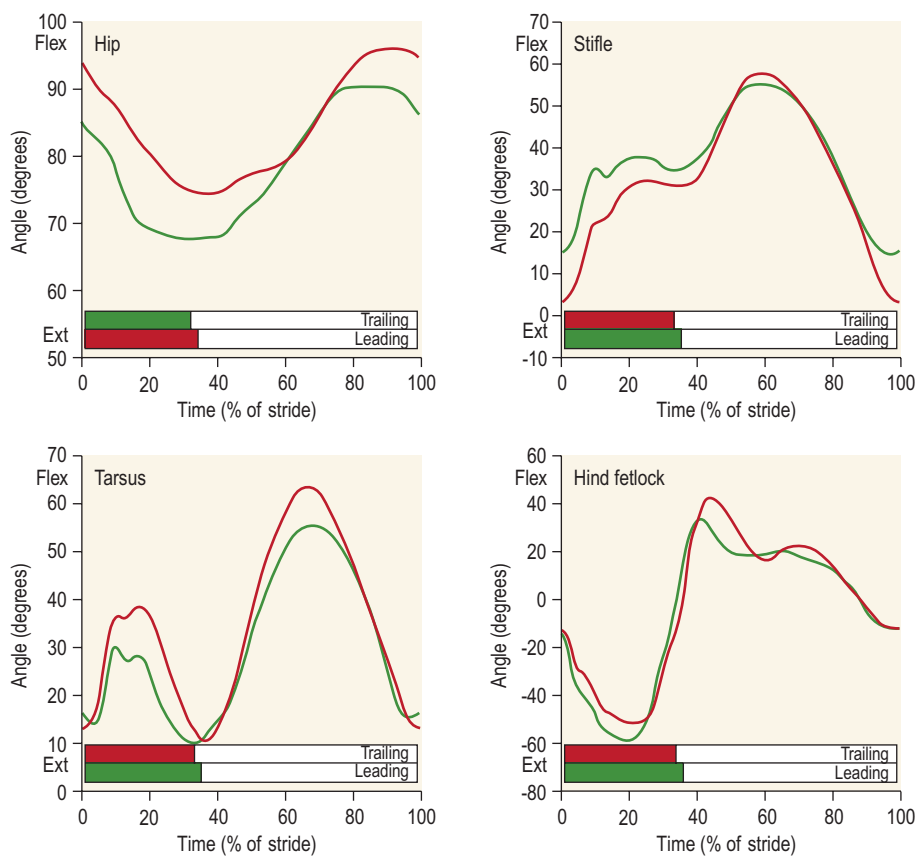 Hip
100
Flex
90
80
70
60
Ext
50
Angle (degrees)
Trailing
Leading
0 20 40 60 80 100
Time (% of stride)
Stifle
70
Flex
60
50
40
30
20
10
0
Ext
-10
Angle (degrees)
Trailing
Leading
0 20 40 60 80 100
Time (% of stride)
Tarsus
70
Flex
60
50
40
30
20
10
Ext
0
Angle (degrees)
Trailing
Leading
0 20 40 60 80 100
Time (% of stride)
Hind fetlock
60
Flex
40
20
0
-20
-40
-60
Ext
-80
Angle (degrees)
Trailing
Leading
0 20 40 60 80 100
Time (% of stride)